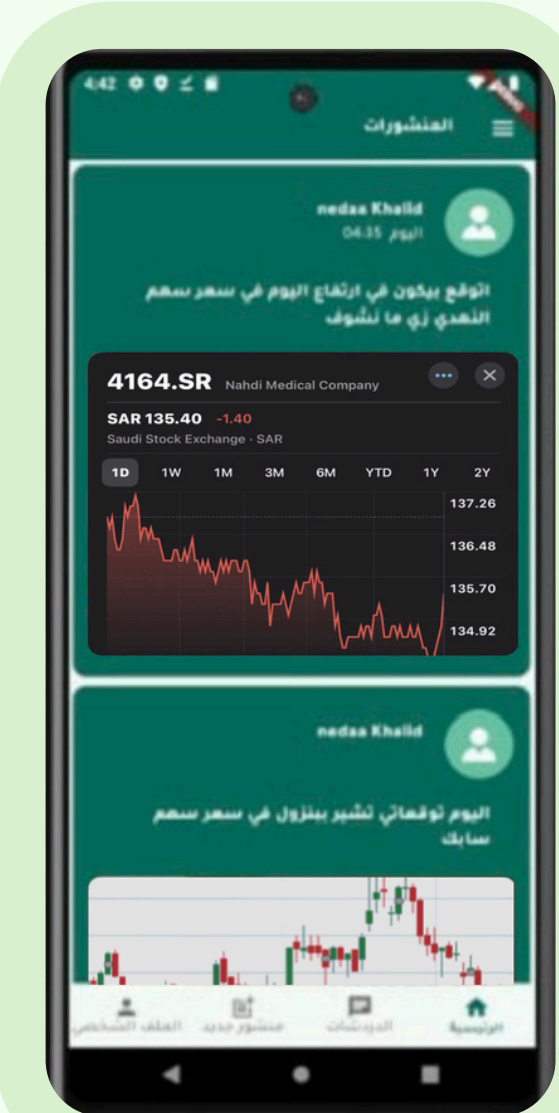 4:42
DEBUG
المنشورات
nedaa Khalid
اليوم 04:35
اتوقع بيكون في ارتفاع اليوم في سعر سهم
النهدي زي ما نشوف
4164.SR Nahdi Medical Company
SAR 135.40 -1.40
Saudi Stock Exchange · SAR
1D 1W 1M 3M 6M YTD 1Y 2Y
137.26
136.48
135.70
134.92
nedaa Khalid
اليوم توقعاتي تشير بينزول في سعر سهم
سابك
الرئيسية الدردشات منشور جديد الملف الشخصي